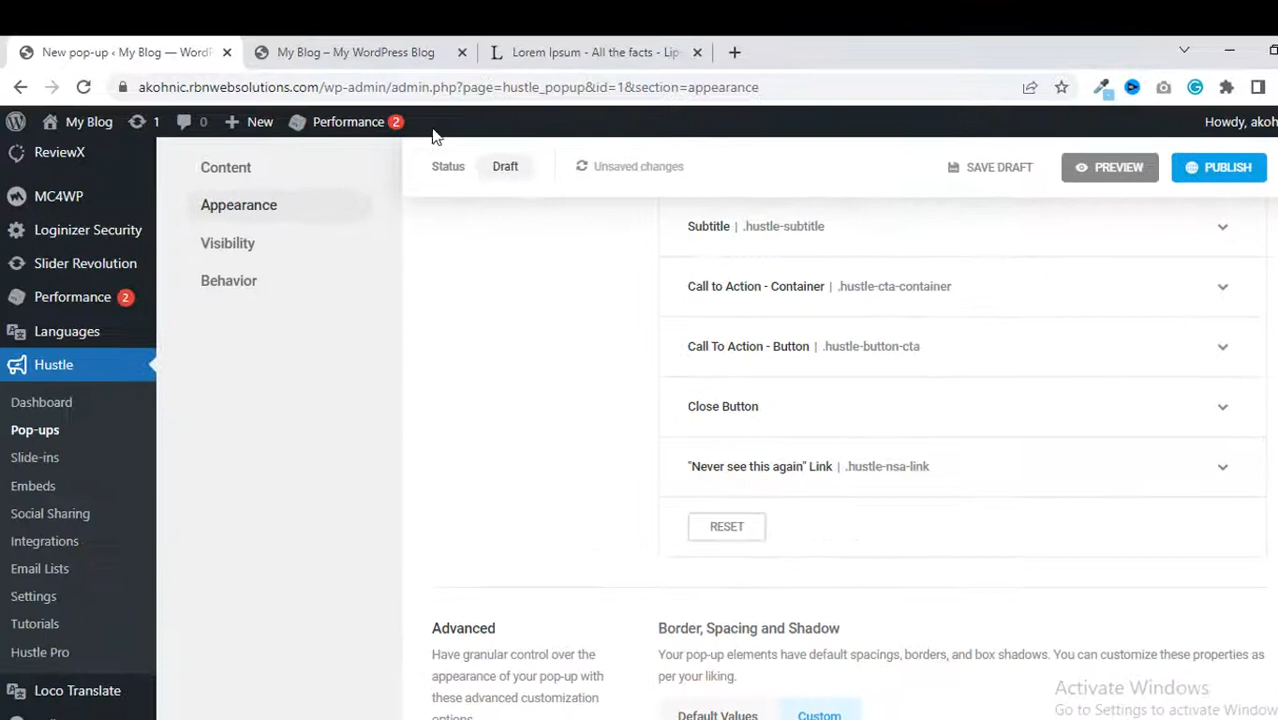 New pop-up ‹ My Blog — WordP
My Blog – My WordPress Blog
Lorem Ipsum - All the facts - Lip
akohnic.rbnwebsolutions.com/wp-admin/admin.php?page=hustle_popup&id=1&section=appearance
My Blog
1
0
New
Performance 2
Howdy, akoh
ReviewX
MC4WP
Loginizer Security
Slider Revolution
Performance 2
Languages
Hustle
Dashboard
Pop-ups
Slide-ins
Embeds
Social Sharing
Integrations
Email Lists
Settings
Tutorials
Hustle Pro
Loco Translate
Content
Appearance
Visibility
Behavior
Status
Draft
Unsaved changes
SAVE DRAFT
PREVIEW
PUBLISH
Subtitle | .hustle-subtitle
Call to Action - Container | .hustle-cta-container
Call To Action - Button | .hustle-button-cta
Close Button
"Never see this again" Link | .hustle-nsa-link
RESET
Advanced
Have granular control over the
appearance of your pop-up with
these advanced customization
options.
Border, Spacing and Shadow
Your pop-up elements have default spacings, borders, and box shadows. You can customize these properties as
per your liking.
Default Values
Custom
Activate Windows
Go to Settings to activate Window